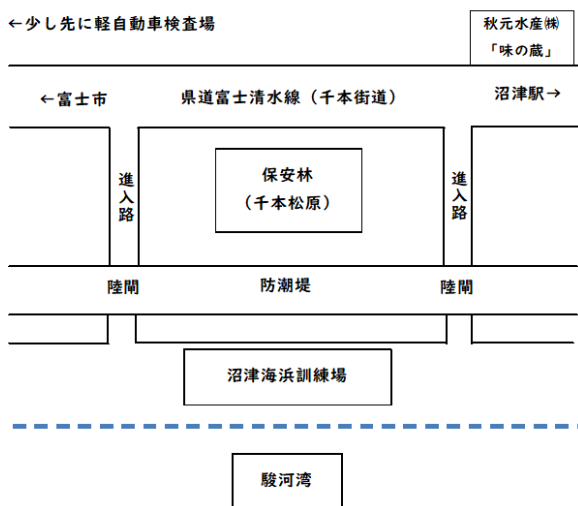 ←少し先に軽自動車検査場
秋元水産㈱
「味の蔵」
←富士市
県道富士清水線（千本街道）
沼津駅→
進入路
保安林
（千本松原）
進入路
陸閘
防潮堤
陸閘
沼津海浜訓練場
駿河湾